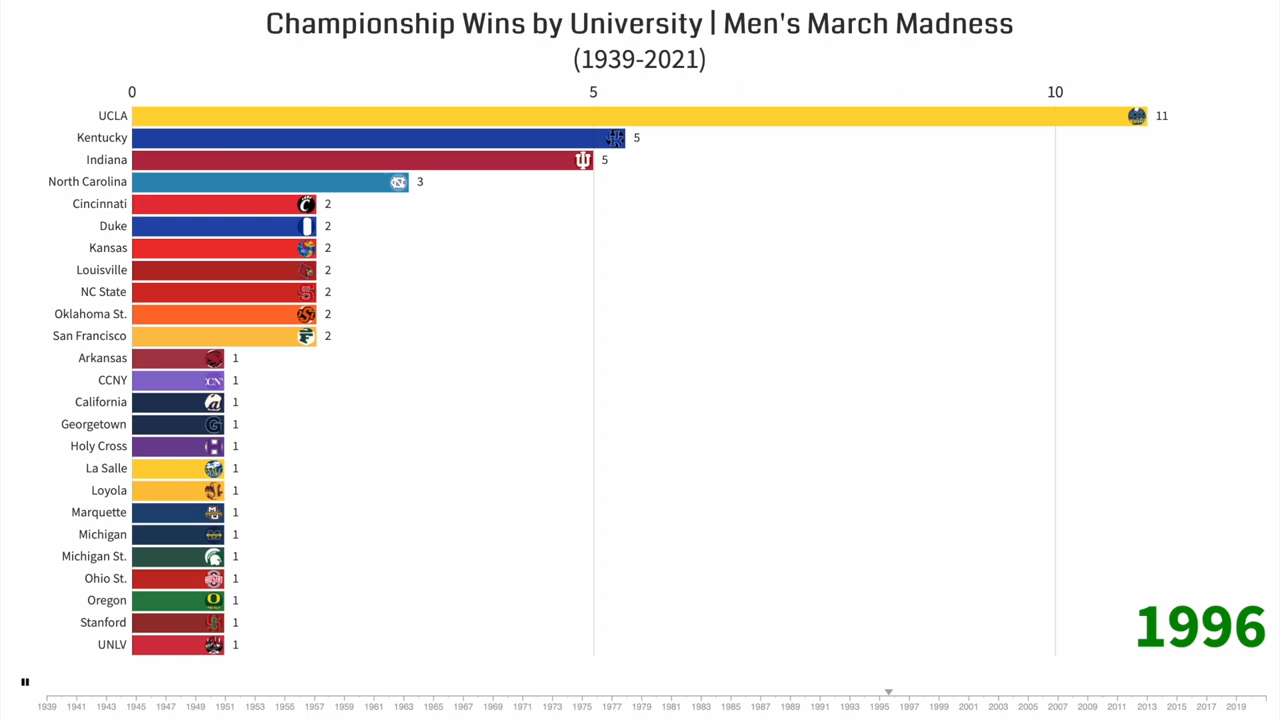 Championship Wins by University | Men's March Madness
(1939-2021)
0 5 10
UCLA 11
Kentucky 5
Indiana 5
North Carolina 3
Cincinnati 2
Duke 2
Kansas 2
Louisville 2
NC State 2
Oklahoma St. 2
San Francisco 2
Arkansas 1
CCNY 1
California 1
Georgetown 1
Holy Cross 1
La Salle 1
Loyola 1
Marquette 1
Michigan 1
Michigan St. 1
Ohio St. 1
Oregon 1
Stanford 1
UNLV 1
1996
1939 1941 1943 1945 1947 1949 1951 1953 1955 1957 1959 1961 1963 1965 1967 1969 1971 1973 1975 1977 1979 1981 1983 1985 1987 1989 1991 1993 1995 1997 1999 2001 2003 2005 2007 2009 2011 2013 2015 2017 2019